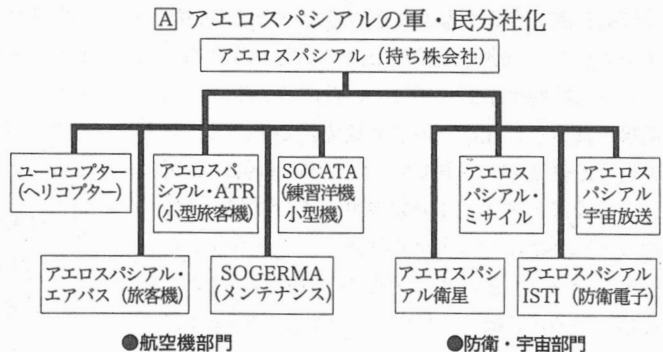 A アエロスパシアルの軍・民分社化
アエロスパシアル（持ち株会社）
ユーロコプター
(ヘリコプター)
アエロスパ
シアル・ATR
(小型旅客機)
SOCATA
(練習洋機
小型機)
アエロス
パシアル・
ミサイル
アエロス
パシアル
宇宙放送
アエロスパシアル・
エアバス（旅客機）
SOGERMA
(メンテナンス)
アエロスパシ
アル衛星
アエロスパシアル
ISTI（防衛電子）
●航空機部門
●防衛・宇宙部門